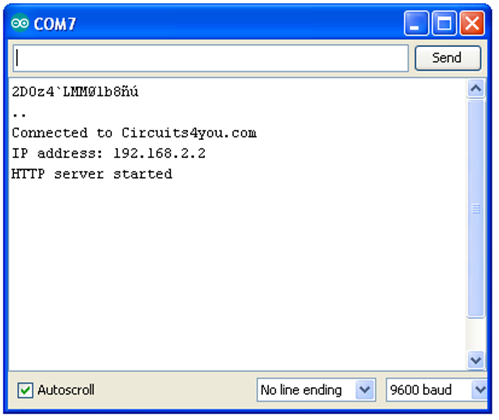 COM7
Send
2DOz4`LMMØ1b8ñú
..
Connected to Circuits4you.com
IP address: 192.168.2.2
HTTP server started
Autoscroll
No line ending
9600 baud